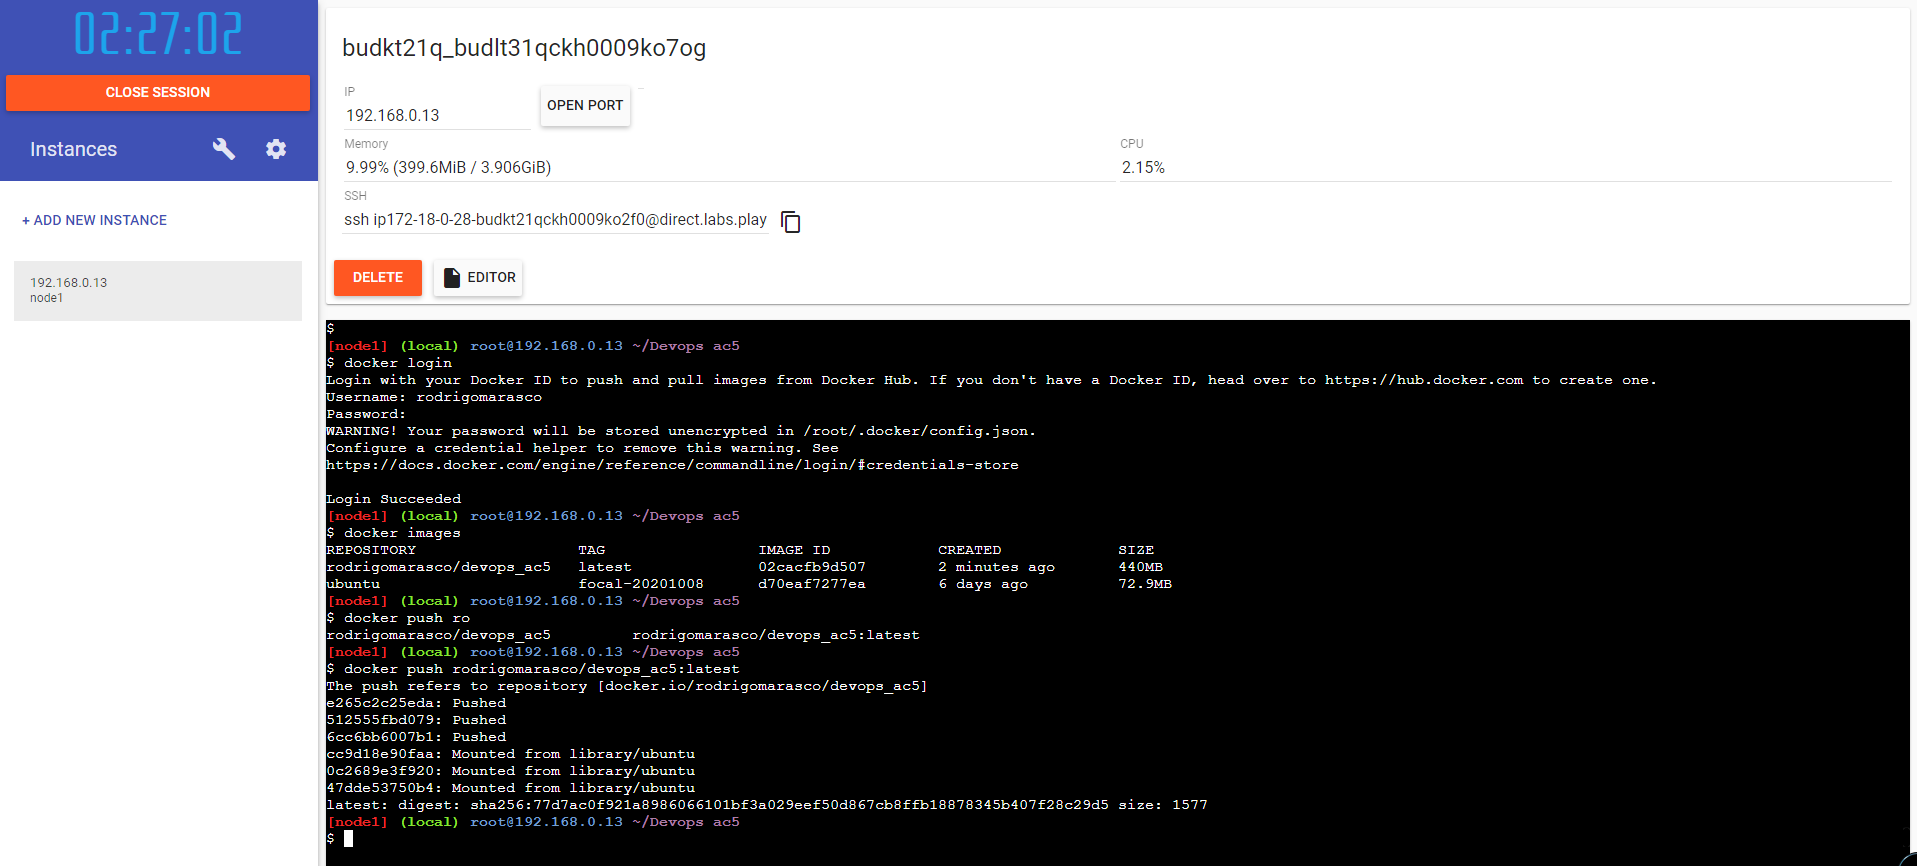 02:27:02
CLOSE SESSION
Instances
+ ADD NEW INSTANCE
192.168.0.13
node1
budkt21q_budlt31qckh0009ko7og
IP
192.168.0.13
OPEN PORT
Memory
9.99% (399.6MiB / 3.906GiB)
CPU
2.15%
SSH
ssh ip172-18-0-28-budkt21qckh0009ko2f0@direct.labs.play
DELETE
EDITOR
$
[node1] (local) root@192.168.0.13 ~/Devops ac5
$ docker login
Login with your Docker ID to push and pull images from Docker Hub. If you don't have a Docker ID, head over to https://hub.docker.com to create one.
Username: rodrigomarasco
Password:
WARNING! Your password will be stored unencrypted in /root/.docker/config.json.
Configure a credential helper to remove this warning. See
https://docs.docker.com/engine/reference/commandline/login/#credentials-store
Login Succeeded
[node1] (local) root@192.168.0.13 ~/Devops ac5
$ docker images
REPOSITORY TAG IMAGE ID CREATED SIZE
rodrigomarasco/devops_ac5 latest 02cacfb9d507 2 minutes ago 440MB
ubuntu focal-20201008 d70eaf7277ea 6 days ago 72.9MB
[node1] (local) root@192.168.0.13 ~/Devops ac5
$ docker push ro
rodrigomarasco/devops_ac5 rodrigomarasco/devops_ac5:latest
[node1] (local) root@192.168.0.13 ~/Devops ac5
$ docker push rodrigomarasco/devops_ac5:latest
The push refers to repository [docker.io/rodrigomarasco/devops_ac5]
e265c2c25eda: Pushed
512555fbd079: Pushed
6cc6bb6007b1: Pushed
cc9d18e90faa: Mounted from library/ubuntu
0c2689e3f920: Mounted from library/ubuntu
47dde53750b4: Mounted from library/ubuntu
latest: digest: sha256:77d7ac0f921a8986066101bf3a029eef50d867cb8ffb18878345b407f28c29d5 size: 1577
[node1] (local) root@192.168.0.13 ~/Devops ac5
$